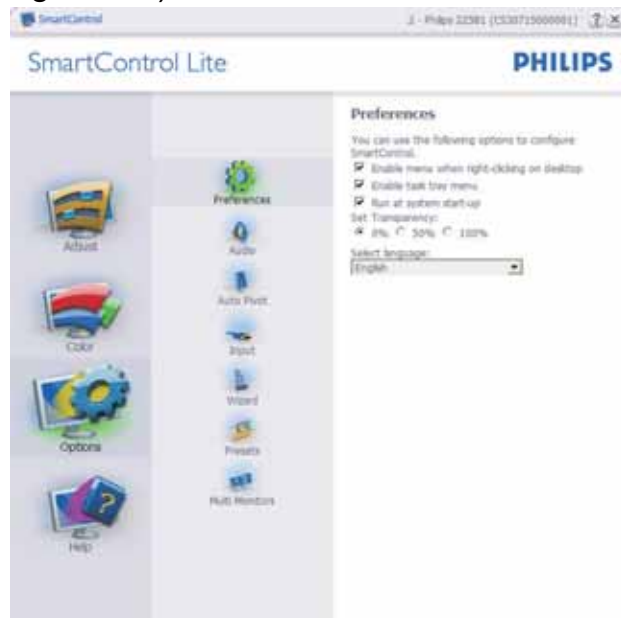 SmartControl
SmartControl Lite
PHILIPS
Preferences
You can use the following options to configure
SmartControl.
Enable menu when right-clicking on desktop
Enable task tray menu
Run at system start-up
Set Transparency:
0% 50% 100%
Select language:
English
Adjust
Color
Options
Help
Preferences
Audio
Auto Pivot
Input
Wizard
Presets
Multi Monitors